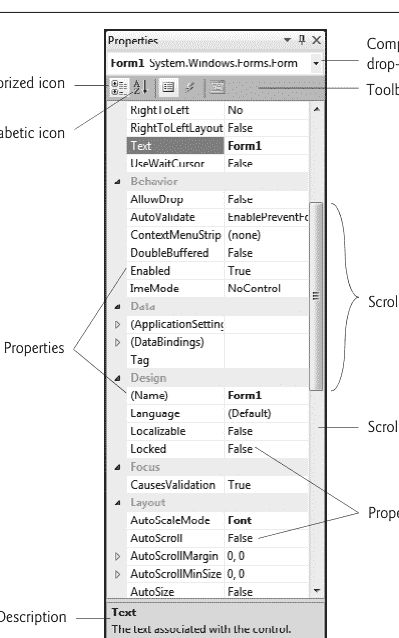 Properties
Form1 System.Windows.Forms.Form
Comp
drop-
orized icon
Toolb
abetic icon
RightToLeft No
RightToLeftLayout False
Text Form1
UseWaitCursor False
Behavior
AllowDrop False
AutoValidate EnablePreventFo
ContextMenuStrip (none)
DoubleBuffered False
Enabled True
ImeMode NoControl
Scroll
Data
(ApplicationSetting
(DataBindings)
Properties
Tag
Design
(Name) Form1
Language (Default)
Localizable False
Scroll
Locked False
Focus
CausesValidation True
Layout
AutoScaleMode Font
Prope
AutoScroll False
AutoScrollMargin 0, 0
AutoScrollMinSize 0, 0
AutoSize False
Description
Text
The text associated with the control.